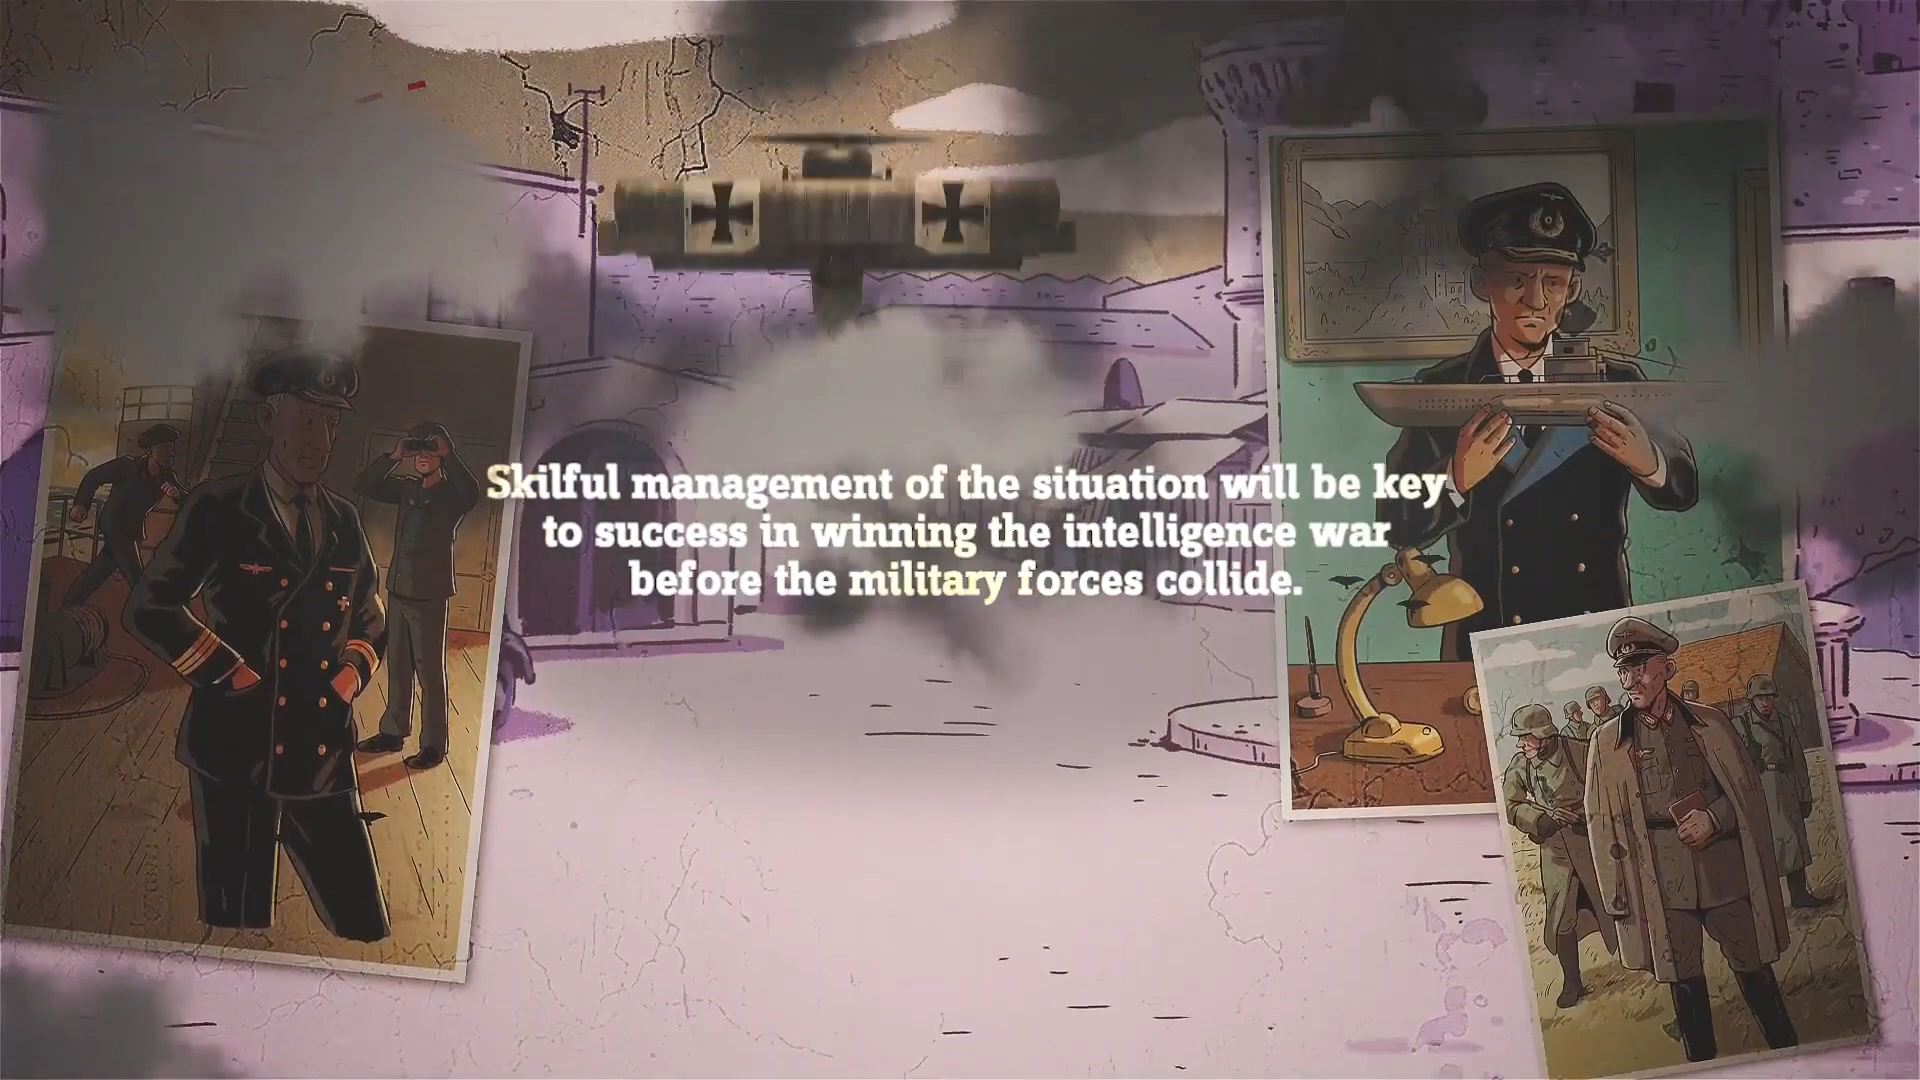 Skilful management of the situation will be key
to success in winning the intelligence war
before the military forces collide.